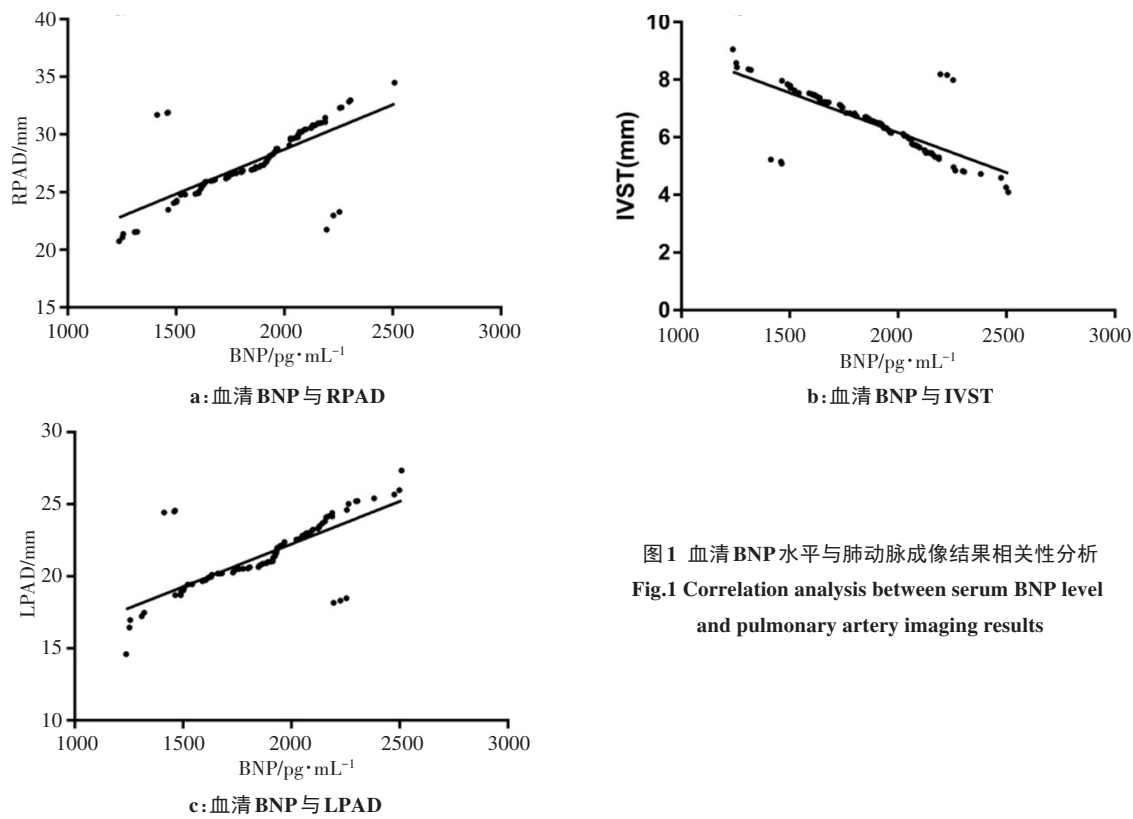 40
35
30
25
20
15
RPAD/mm
1000 1500 2000 2500 3000
BNP/pg·mL⁻¹
a:血清BNP与RPAD
10
8
6
4
2
0
IVST(mm)
1000 1500 2000 2500 3000
BNP/pg·mL⁻¹
b:血清BNP与IVST
30
25
20
15
10
LPAD/mm
1000 1500 2000 2500 3000
BNP/pg·mL⁻¹
c:血清BNP与LPAD
图1 血清BNP水平与肺动脉成像结果相关性分析
Fig.1 Correlation analysis between serum BNP level
and pulmonary artery imaging results